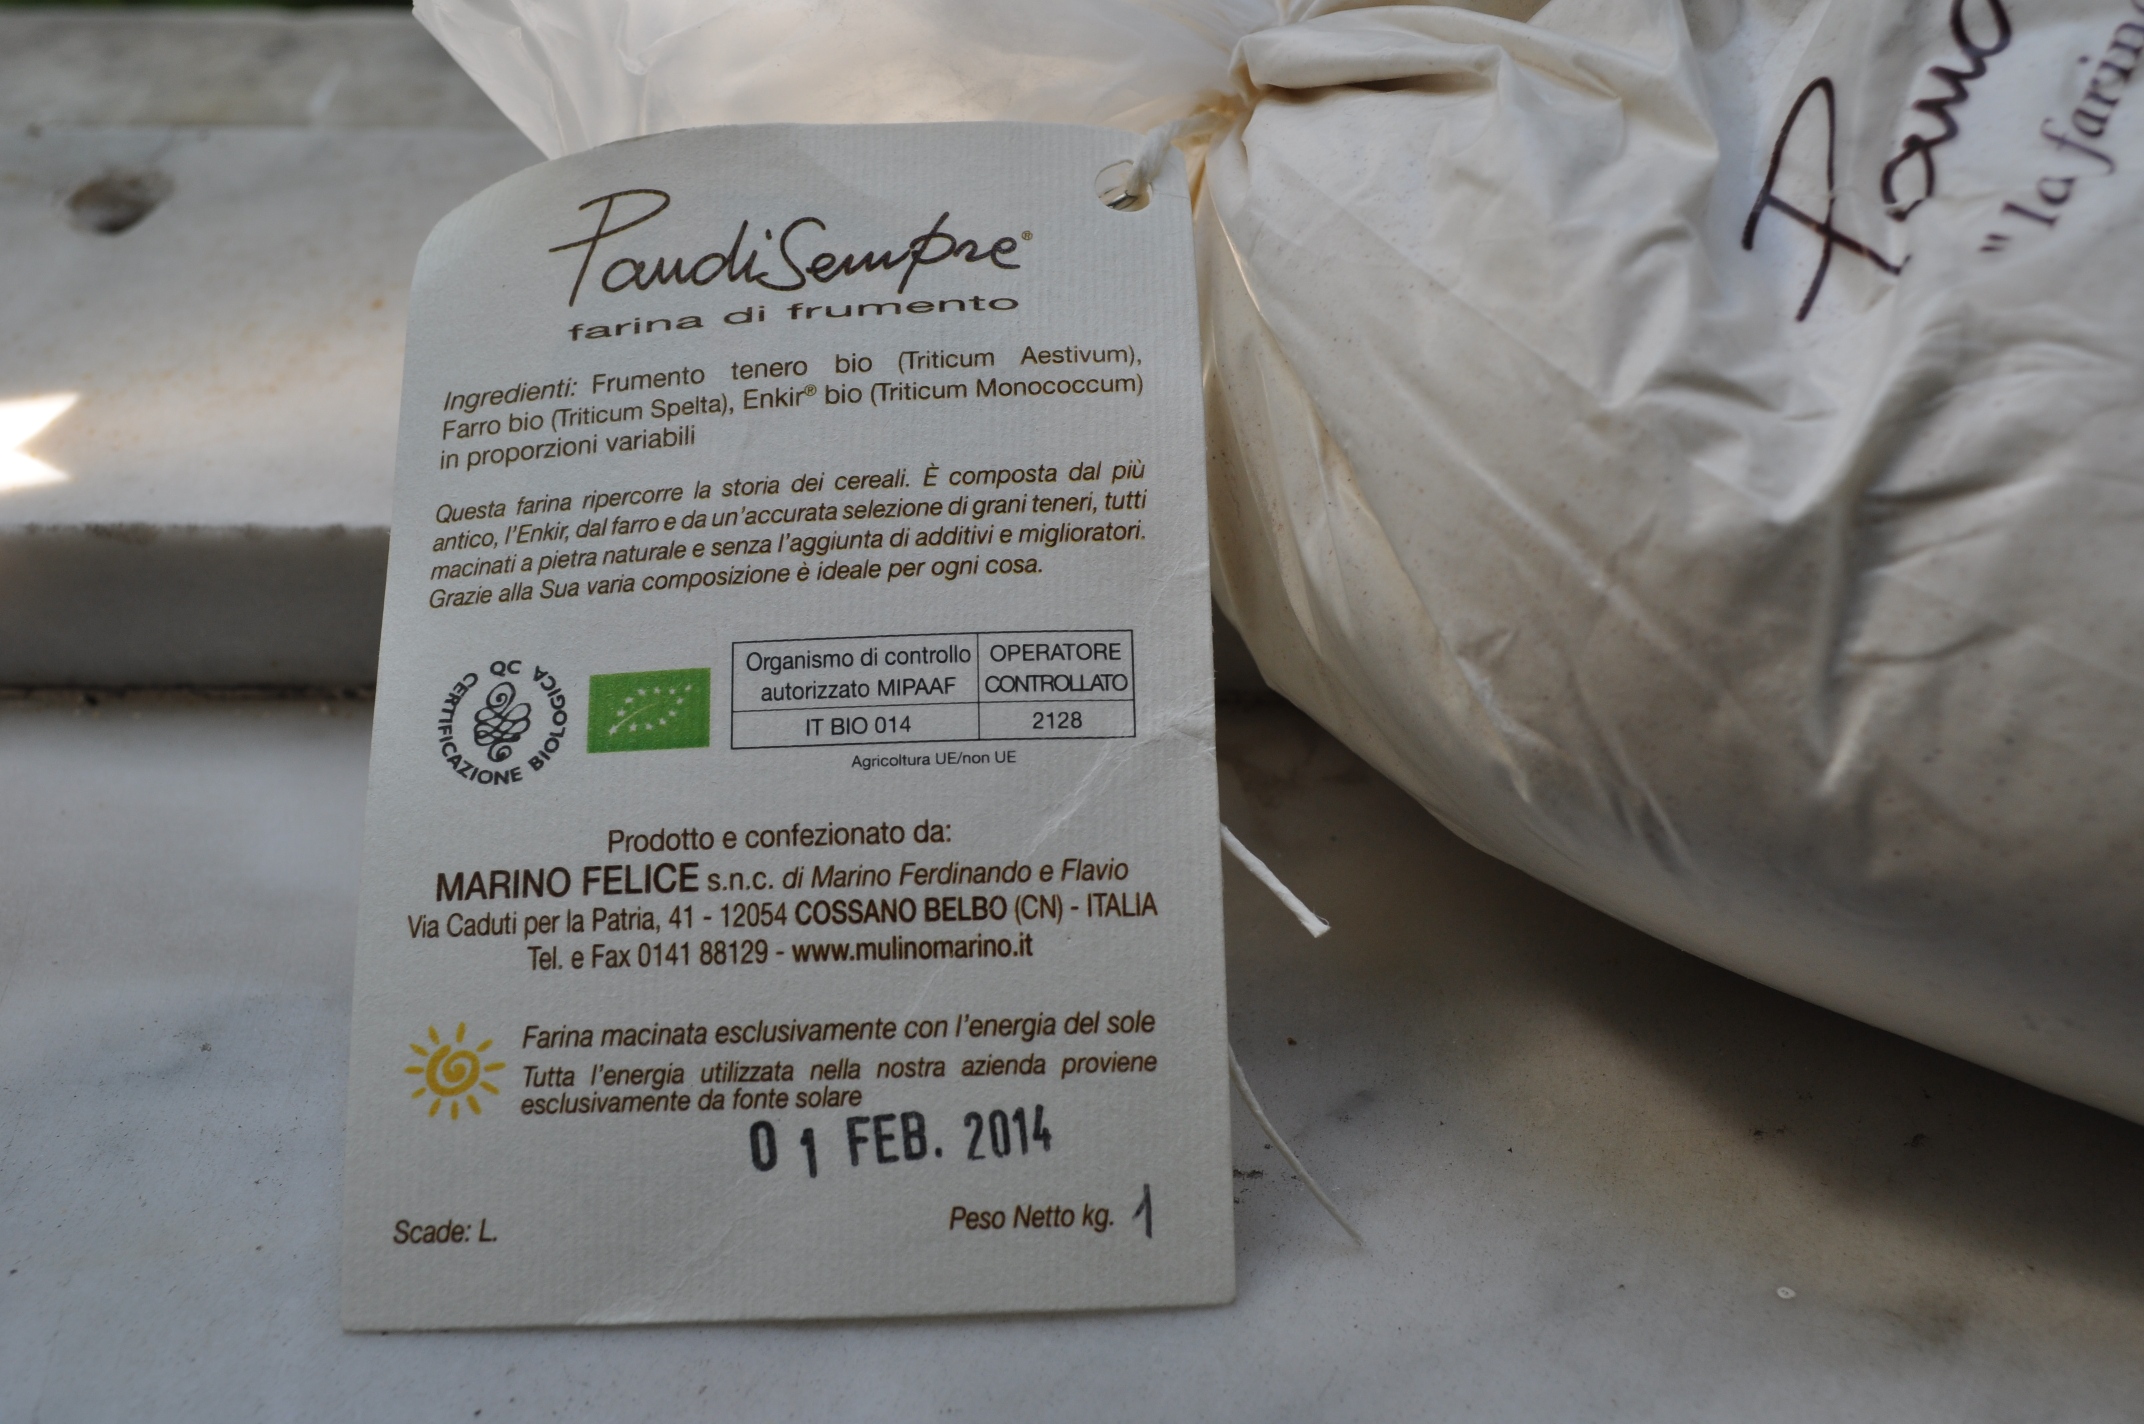 PandiSempre®
farina di frumento
Ingredienti: Frumento tenero bio (Triticum Aestivum),
Farro bio (Triticum Spelta), Enkir® bio (Triticum Monococcum)
in proporzioni variabili
Questa farina ripercorre la storia dei cereali. È composta dal più
antico, l'Enkir, dal farro e da un'accurata selezione di grani teneri, tutti
macinati a pietra naturale e senza l'aggiunta di additivi e miglioratori.
Grazie alla Sua varia composizione è ideale per ogni cosa.
QC CERTIFICAZIONE BIOLOGICA
Organismo di controllo
autorizzato MIPAAF
OPERATORE
CONTROLLATO
IT BIO 014
2128
Agricoltura UE/non UE
Prodotto e confezionato da:
MARINO FELICE s.n.c. di Marino Ferdinando e Flavio
Via Caduti per la Patria, 41 - 12054 COSSANO BELBO (CN) - ITALIA
Tel. e Fax 0141 88129 - www.mulinomarino.it
Farina macinata esclusivamente con l'energia del sole
Tutta l'energia utilizzata nella nostra azienda proviene
esclusivamente da fonte solare
01 FEB. 2014
Scade: L.
Peso Netto kg. 1
"la farina